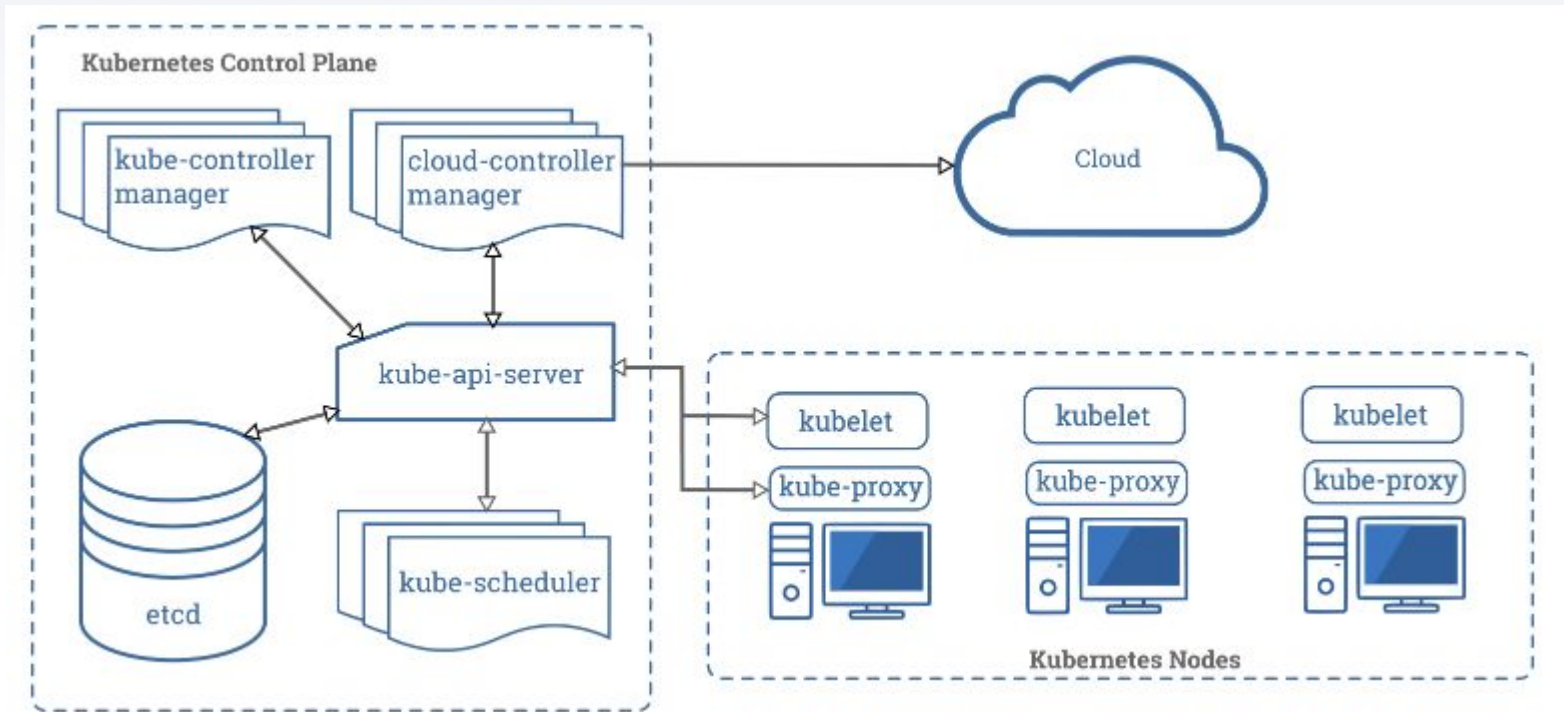 Kubernetes Control Plane
kube-controller
manager
cloud-controller
manager
Cloud
kube-api-server
etcd
kube-scheduler
kubelet
kube-proxy
kubelet
kube-proxy
kubelet
kube-proxy
Kubernetes Nodes